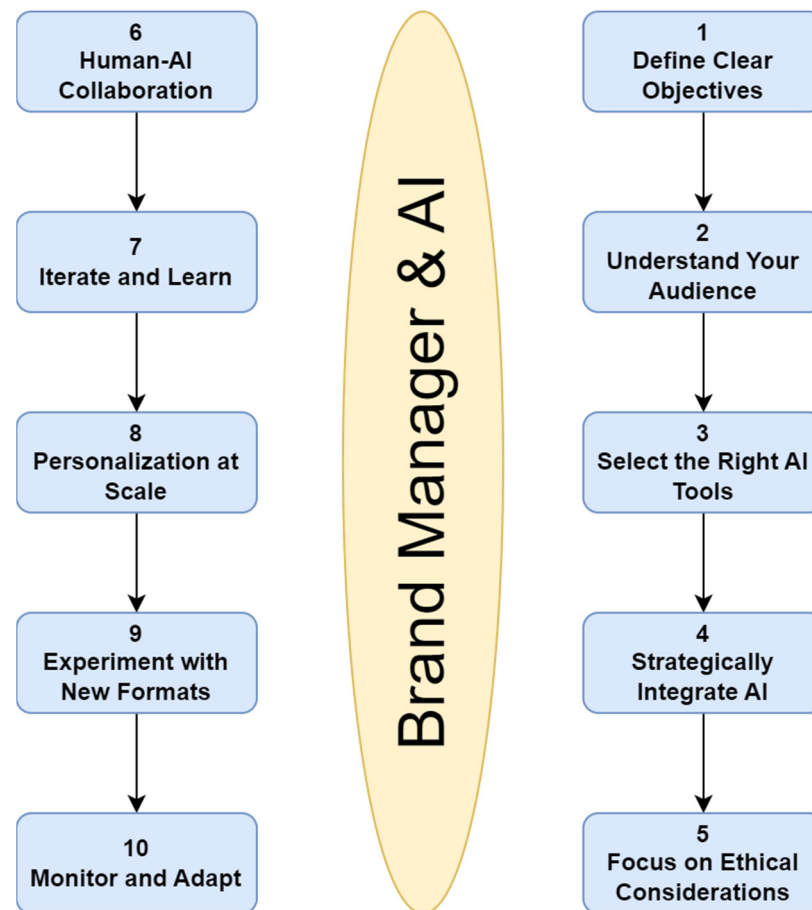 6
Human-AI
Collaboration
7
Iterate and Learn
8
Personalization at
Scale
9
Experiment with
New Formats
10
Monitor and Adapt
Brand Manager & AI
1
Define Clear
Objectives
2
Understand Your
Audience
3
Select the Right AI
Tools
4
Strategically
Integrate AI
5
Focus on Ethical
Considerations